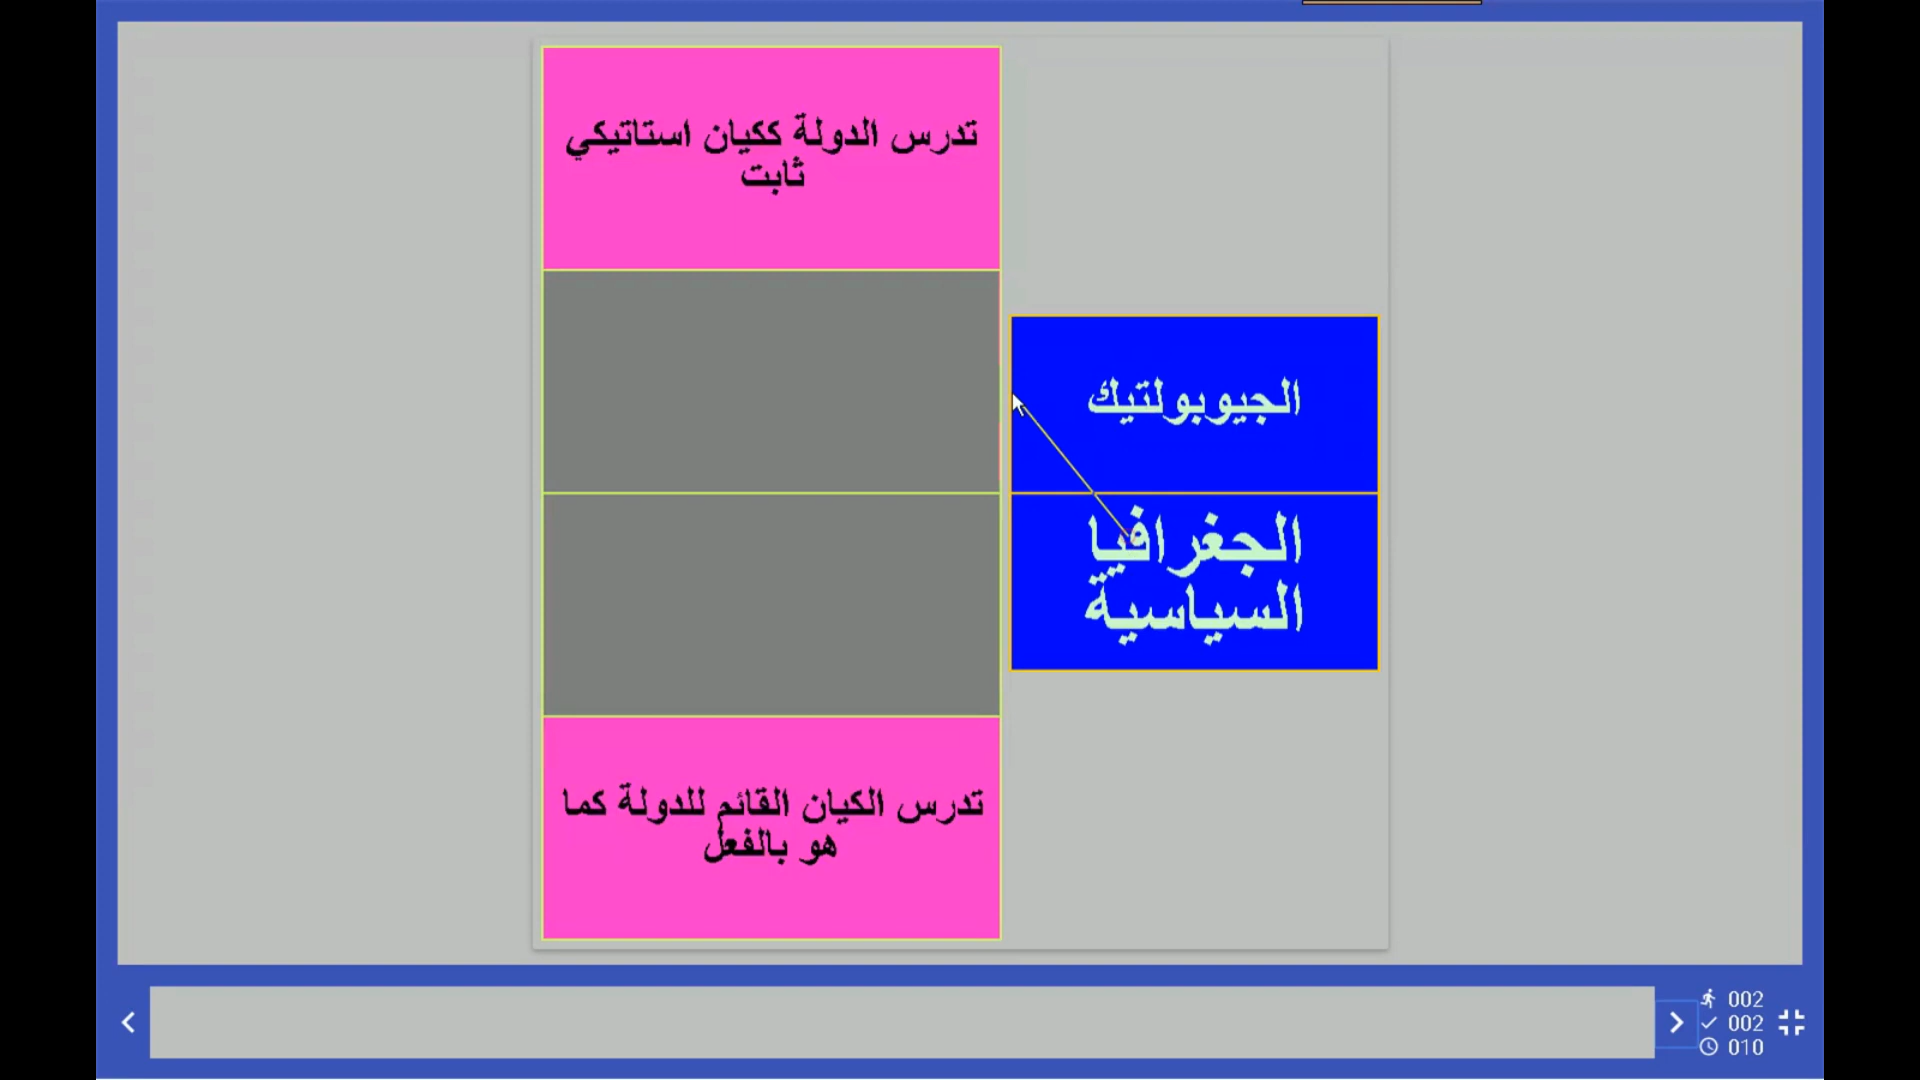 تدرس الدولة ككيان استاتيكي
ثابت
الجيوبولتيك
الجغرافيا
السياسية
تدرس الكيان القائم للدولة كما
هو بالفعل
002
002
010